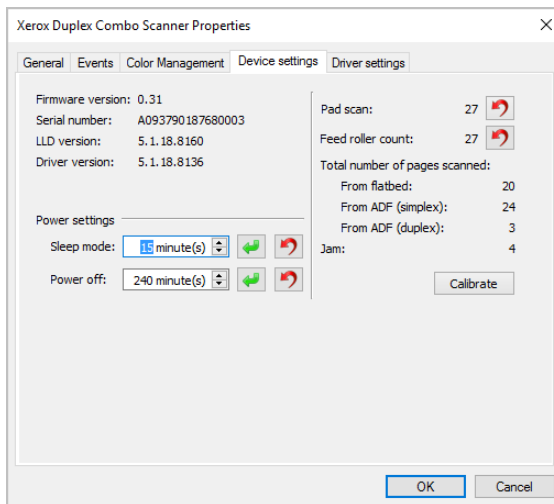 Xerox Duplex Combo Scanner Properties
General Events Color Management Device settings Driver settings
Firmware version: 0.31
Serial number: A093790187680003
LLD version: 5.1.18.8160
Driver version: 5.1.18.8136
Power settings
Sleep mode: 15 minute(s)
Power off: 240 minute(s)
Pad scan: 27
Feed roller count: 27
Total number of pages scanned:
From flatbed: 20
From ADF (simplex): 24
From ADF (duplex): 3
Jam: 4
Calibrate
OK Cancel